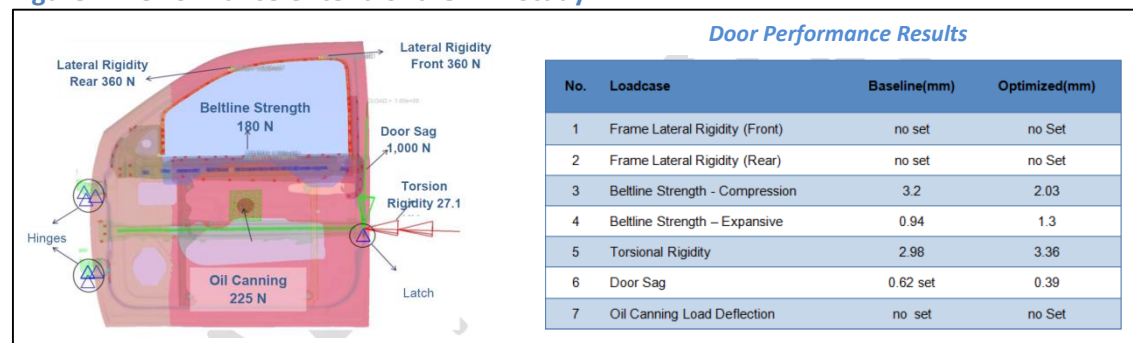 Lateral Rigidity
Front 360 N
Lateral Rigidity
Rear 360 N
Beltline Strength
180 N
Door Sag
1,000 N
Torsion
Rigidity 27.1
Hinges
Oil Canning
225 N
Latch
Door Performance Results
No. Loadcase Baseline(mm) Optimized(mm)
1 Frame Lateral Rigidity (Front) no set no Set
2 Frame Lateral Rigidity (Rear) no set no Set
3 Beltline Strength - Compression 3.2 2.03
4 Beltline Strength – Expansive 0.94 1.3
5 Torsional Rigidity 2.98 3.36
6 Door Sag 0.62 set 0.39
7 Oil Canning Load Deflection no set no Set